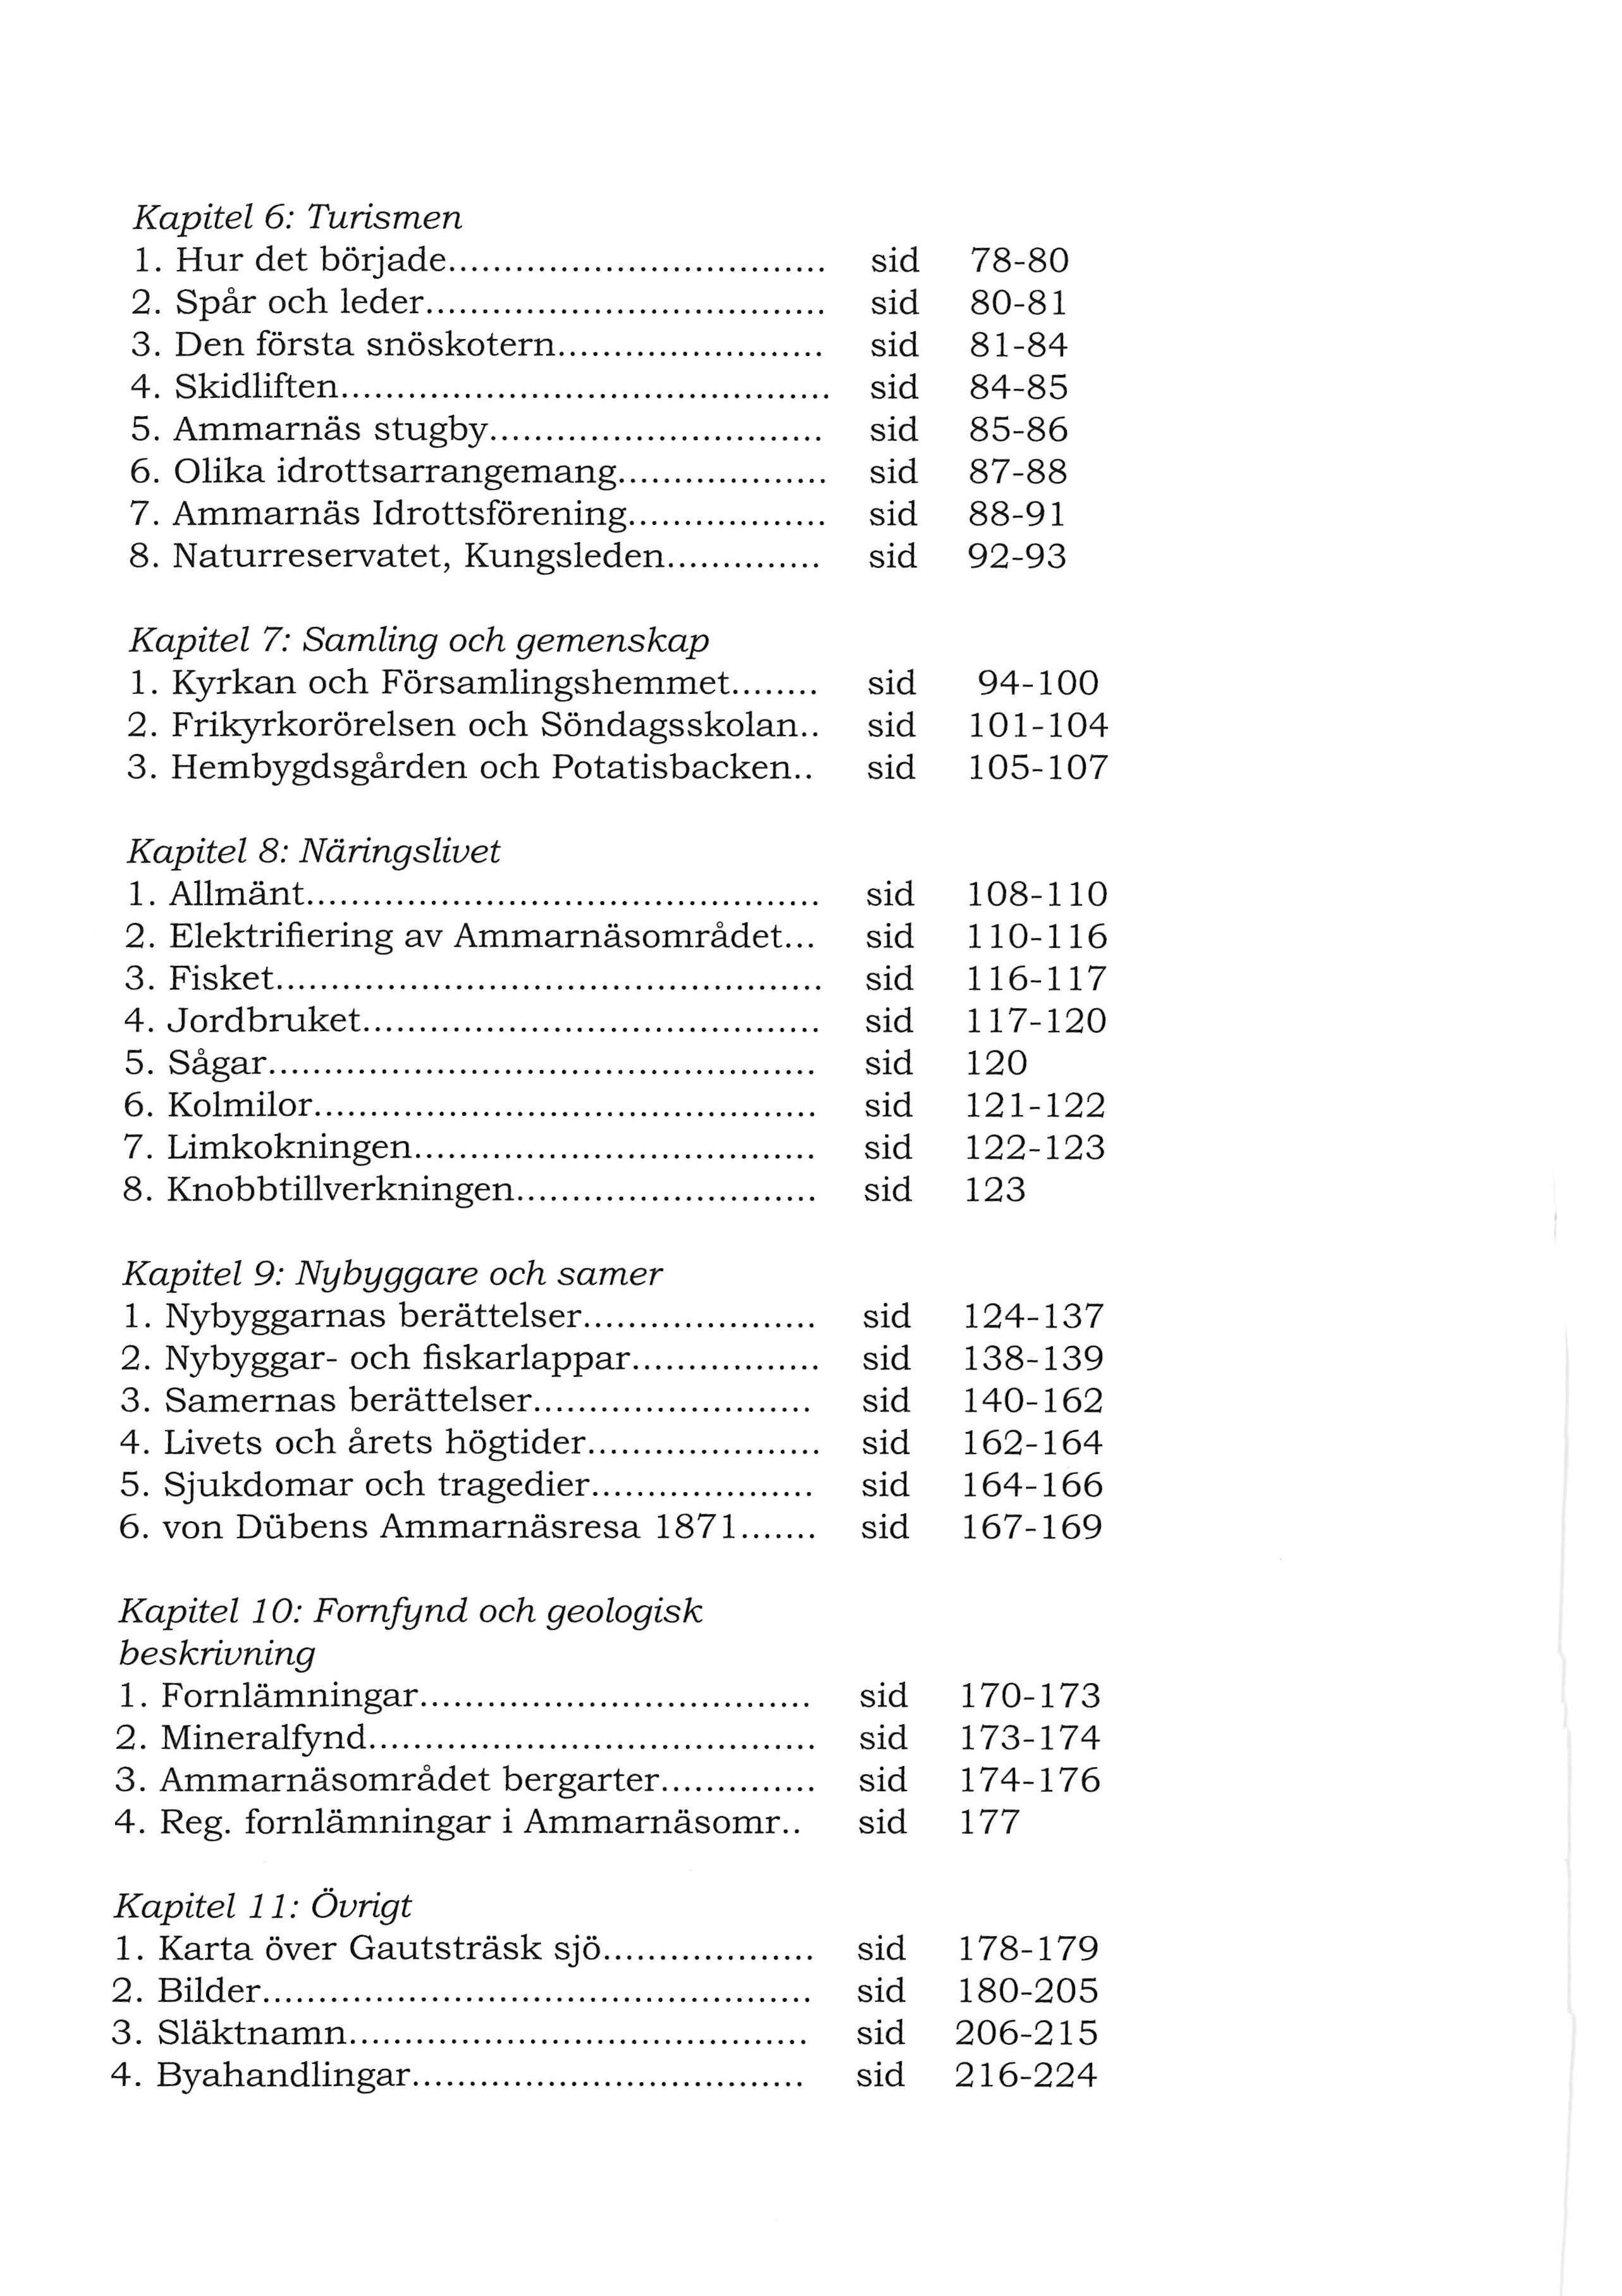 Kapitel 6: Turismen
1. Hur det började.................................. sid 78-80
2. Spår och leder.................................... sid 80-81
3. Den första snöskotern........................ sid 81-84
4. Skidliften............................................ sid 84-85
5. Ammarnäs stugby.............................. sid 85-86
6. Olika idrottsarrangemang................... sid 87-88
7. Ammarnäs Idrottsförening.................. sid 88-91
8. Naturreservatet, Kungsleden.............. sid 92-93
Kapitel 7: Samling och gemenskap
1. Kyrkan och Församlingshemmet........ sid 94-100
2. Frikyrkorörelsen och Söndagsskolan.. sid 101-104
3. Hembygdsgården och Potatisbacken.. sid 105-107
Kapitel 8: Näringslivet
1. Allmänt.............................................. sid 108-110
2. Elektrifiering av Ammarnäsområdet... sid 110-116
3. Fisket................................................. sid 116-117
4. Jordbruket......................................... sid 117-120
5. Sågar................................................. sid 120
6. Kolmilor............................................. sid 121-122
7. Limkokningen.................................... sid 122-123
8. Knobbtillverkningen........................... sid 123
Kapitel 9: Nybyggare och samer
1. Nybyggarnas berättelser..................... sid 124-137
2. Nybyggar- och fiskarlappar................. sid 138-139
3. Samernas berättelser......................... sid 140-162
4. Livets och årets högtider..................... sid 162-164
5. Sjukdomar och tragedier.................... sid 164-166
6. von Dübens Ammarnäsresa 1871....... sid 167-169
Kapitel 10: Fornfynd och geologisk
beskrivning
1. Fornlämningar................................... sid 170-173
2. Mineralfynd........................................ sid 173-174
3. Ammarnäsområdet bergarter.............. sid 174-176
4. Reg. fornlämningar i Ammarnäsomr.. sid 177
Kapitel 11: Övrigt
1. Karta över Gautsträsk sjö................... sid 178-179
2. Bilder................................................. sid 180-205
3. Släktnamn......................................... sid 206-215
4. Byahandlingar................................... sid 216-224